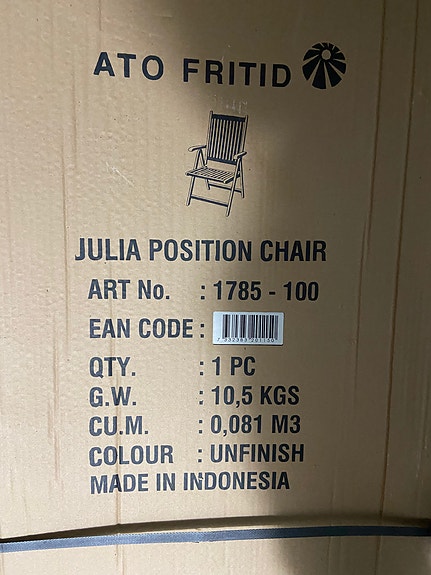 ATO FRITID
JULIA POSITION CHAIR
ART No. : 1785 - 100
EAN CODE :
QTY. : 1 PC
G.W. : 10,5 KGS
CU.M. : 0,081 M3
COLOUR : UNFINISH
MADE IN INDONESIA